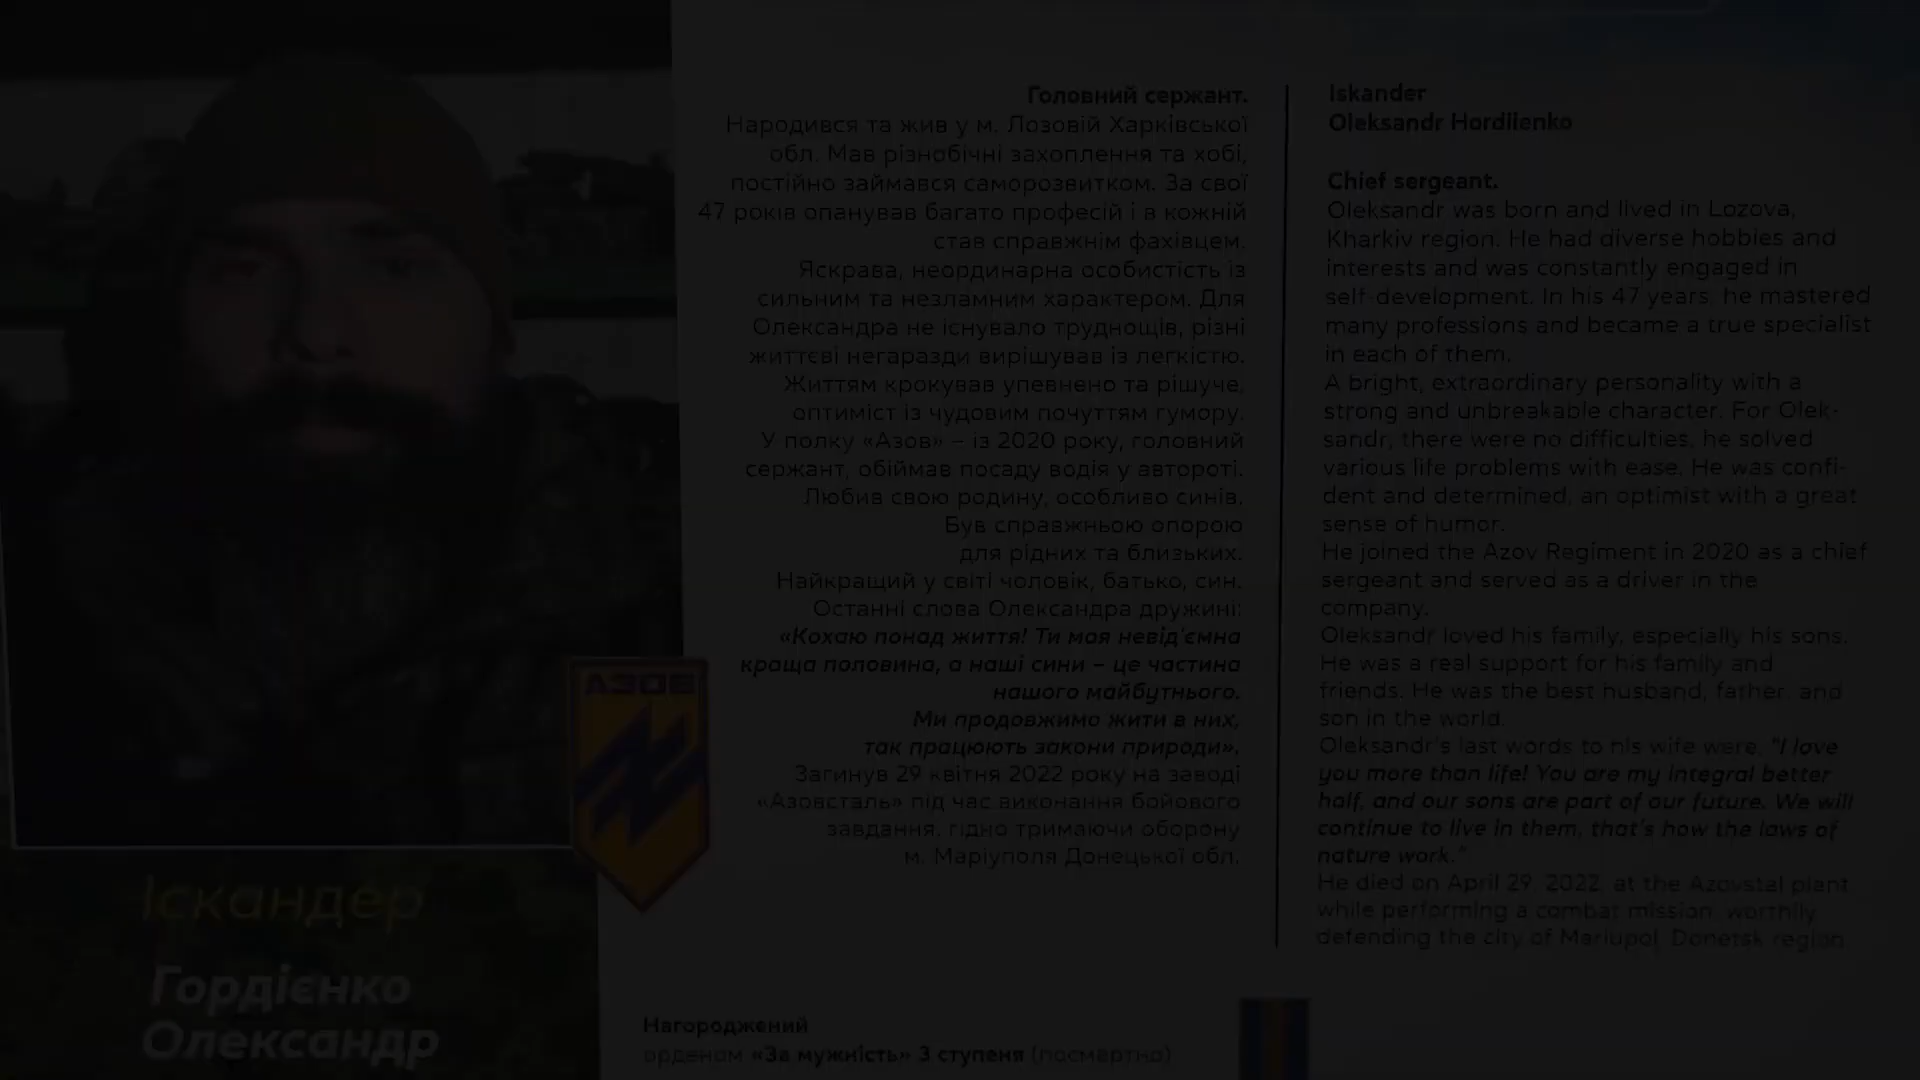 Головний сержант.
Народився та жив у м. Лозовій Харківської
обл. Мав різнобічні захоплення та хобі,
постійно займався саморозвитком. За свої
47 років опанував багато професій і в кожній
став справжнім фахівцем.
Яскрава, неординарна особистість із
сильним та незламним характером. Для
Олександра не існувало труднощів, різні
життєві негаразди вирішував із легкістю.
Життям крокував упевнено та рішуче,
оптиміст із чудовим почуттям гумору.
У полку «Азов» – із 2020 року, головний
сержант, обіймав посаду водія у автороті.
Любив свою родину, особливо синів.
Був справжньою опорою
для рідних та близьких.
Найкращий у світі чоловік, батько, син.
Останні слова Олександра дружині:
«Кохаю понад життя! Ти моя невід'ємна
краща половина, а наші сини – це частина
нашого майбутнього.
Ми продовжимо жити в них,
так працюють закони природи».
Загинув 29 квітня 2022 року на заводі
«Азовсталь» під час виконання бойового
завдання, гідно тримаючи оборону
м. Маріуполя Донецької обл.
Iskander
Oleksandr Hordiienko
Chief sergeant.
Oleksandr was born and lived in Lozova,
Kharkiv region. He had diverse hobbies and
interests and was constantly engaged in
self-development. In his 47 years, he mastered
many professions and became a true specialist
in each of them.
A bright, extraordinary personality with a
strong and unbreakable character. For Olek-
sandr, there were no difficulties, he solved
various life problems with ease. He was confi-
dent and determined, an optimist with a great
sense of humor.
He joined the Azov Regiment in 2020 as a chief
sergeant and served as a driver in the
company.
Oleksandr loved his family, especially his sons.
He was a real support for his family and
friends. He was the best husband, father, and
son in the world.
Oleksandr's last words to his wife were, "I love
you more than life! You are my integral better
half, and our sons are part of our future. We will
continue to live in them, that's how the laws of
nature work."
He died on April 29, 2022, at the Azovstal plant
while performing a combat mission, worthily
defending the city of Mariupol, Donetsk region
АЗОВ
Іскандер
Гордієнко
Олександр
Нагороджений
орденом «За мужність» 3 ступеня (посмертно)